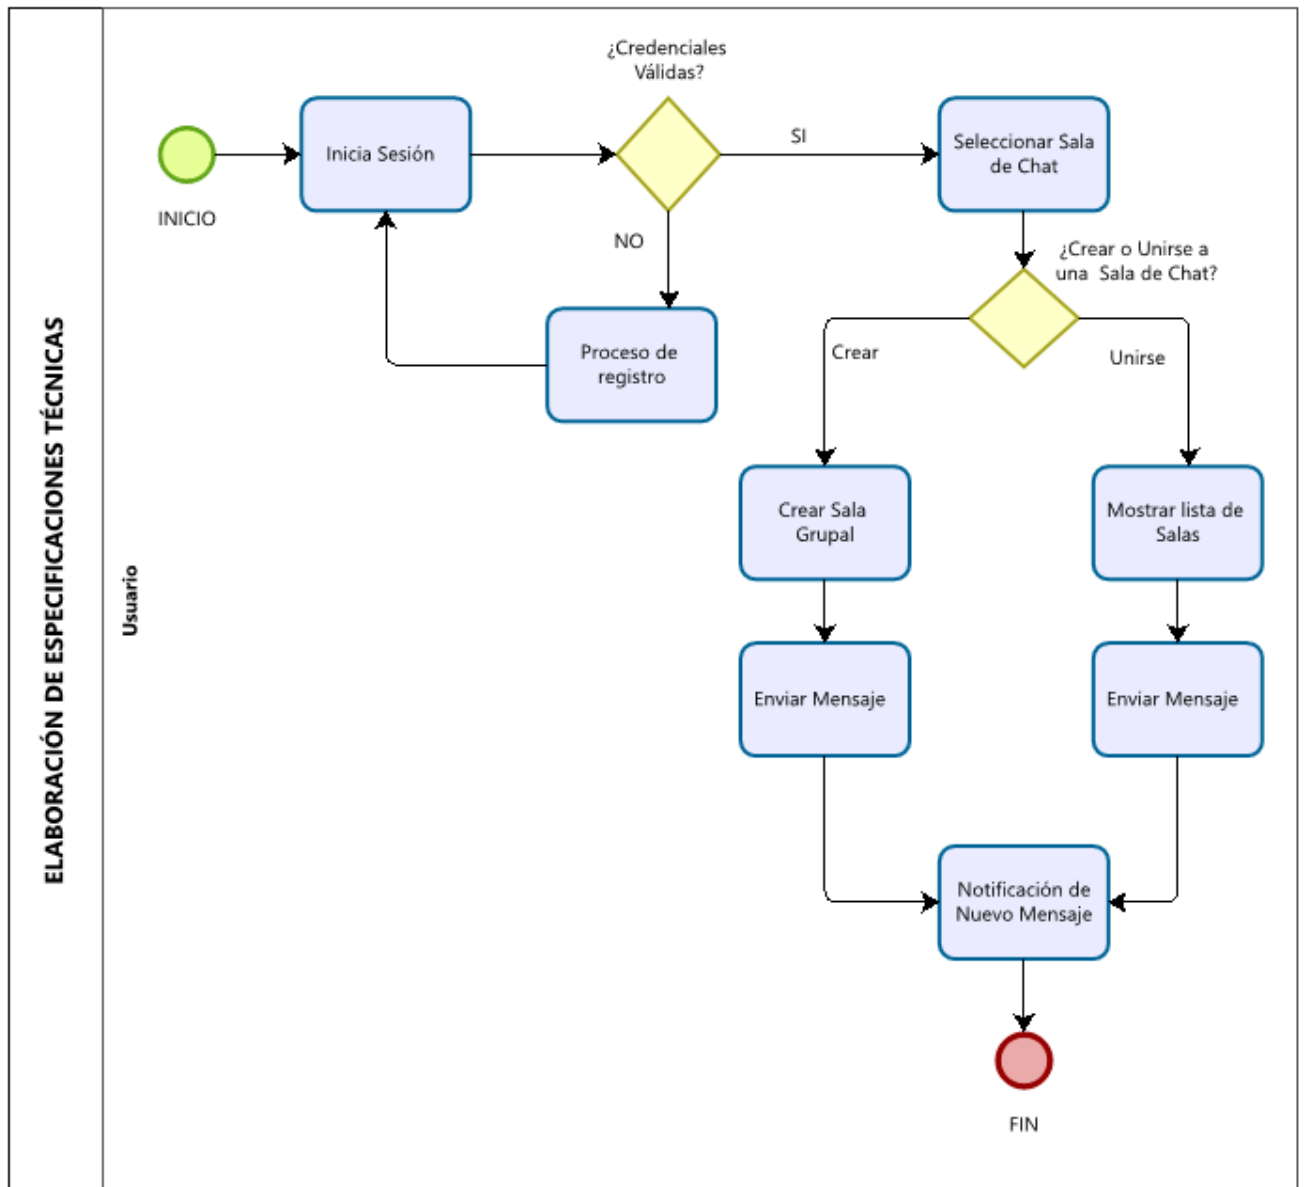 ELABORACIÓN DE ESPECIFICACIONES TÉCNICAS
Usuario
INICIO
Inicia Sesión
¿Credenciales
Válidas?
SI
NO
Proceso de
registro
Seleccionar Sala
de Chat
¿Crear o Unirse a
una Sala de Chat?
Crear
Unirse
Crear Sala
Grupal
Mostrar lista de
Salas
Enviar Mensaje
Enviar Mensaje
Notificación de
Nuevo Mensaje
FIN